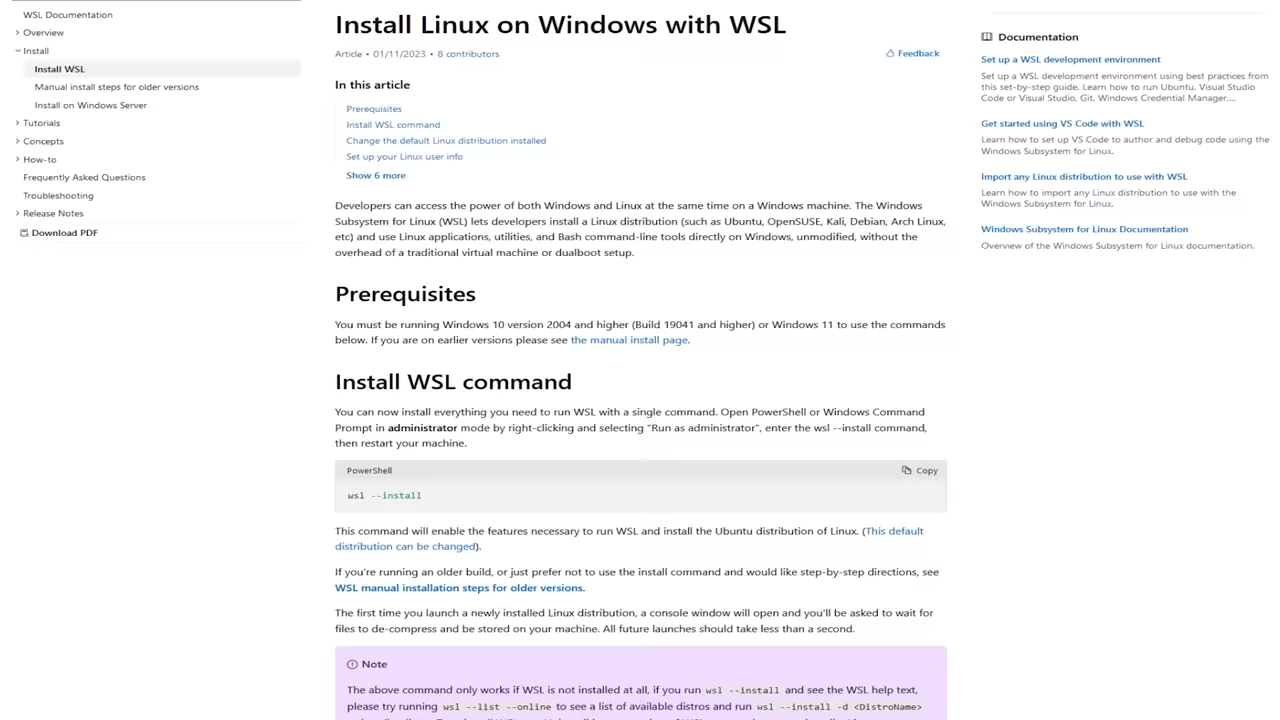 WSL Documentation
Overview
Install
Install WSL
Manual install steps for older versions
Install on Windows Server
Tutorials
Concepts
How-to
Frequently Asked Questions
Troubleshooting
Release Notes
Download PDF
Install Linux on Windows with WSL
Article • 01/11/2023 • 8 contributors
Feedback
In this article
Prerequisites
Install WSL command
Change the default Linux distribution installed
Set up your Linux user info
Show 6 more
Developers can access the power of both Windows and Linux at the same time on a Windows machine. The Windows
Subsystem for Linux (WSL) lets developers install a Linux distribution (such as Ubuntu, OpenSUSE, Kali, Debian, Arch Linux,
etc) and use Linux applications, utilities, and Bash command-line tools directly on Windows, unmodified, without the
overhead of a traditional virtual machine or dualboot setup.
Prerequisites
You must be running Windows 10 version 2004 and higher (Build 19041 and higher) or Windows 11 to use the commands
below. If you are on earlier versions please see the manual install page.
Install WSL command
You can now install everything you need to run WSL with a single command. Open PowerShell or Windows Command
Prompt in administrator mode by right-clicking and selecting "Run as administrator", enter the wsl --install command,
then restart your machine.
PowerShell
Copy
wsl --install
This command will enable the features necessary to run WSL and install the Ubuntu distribution of Linux. (This default
distribution can be changed).
If you're running an older build, or just prefer not to use the install command and would like step-by-step directions, see
WSL manual installation steps for older versions.
The first time you launch a newly installed Linux distribution, a console window will open and you'll be asked to wait for
files to de-compress and be stored on your machine. All future launches should take less than a second.
Note
The above command only works if WSL is not installed at all, if you run wsl --install and see the WSL help text,
please try running wsl --list --online to see a list of available distros and run wsl --install -d <DistroName>
Documentation
Set up a WSL development environment
Set up a WSL development environment using best practices from
this set-by-step guide. Learn how to run Ubuntu, Visual Studio
Code or Visual Studio, Git, Windows Credential Manager,...
Get started using VS Code with WSL
Learn how to set up VS Code to author and debug code using the
Windows Subsystem for Linux.
Import any Linux distribution to use with WSL
Learn how to import any Linux distribution to use with the
Windows Subsystem for Linux.
Windows Subsystem for Linux Documentation
Overview of the Windows Subsystem for Linux documentation.